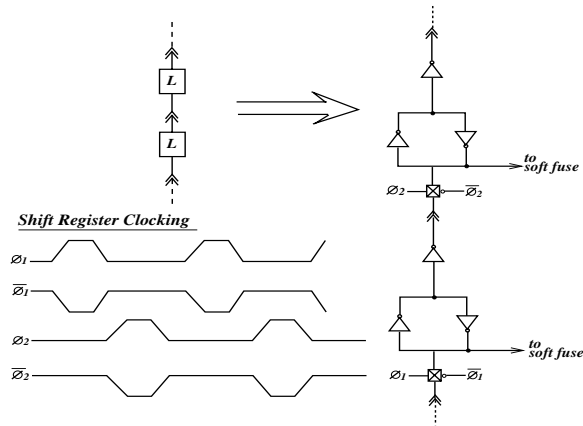 L
L
to
soft fuse
Ø2
Ø̅2
Shift Register Clocking
Ø1
Ø̅1
Ø2
Ø̅2
to
soft fuse
Ø1
Ø̅1